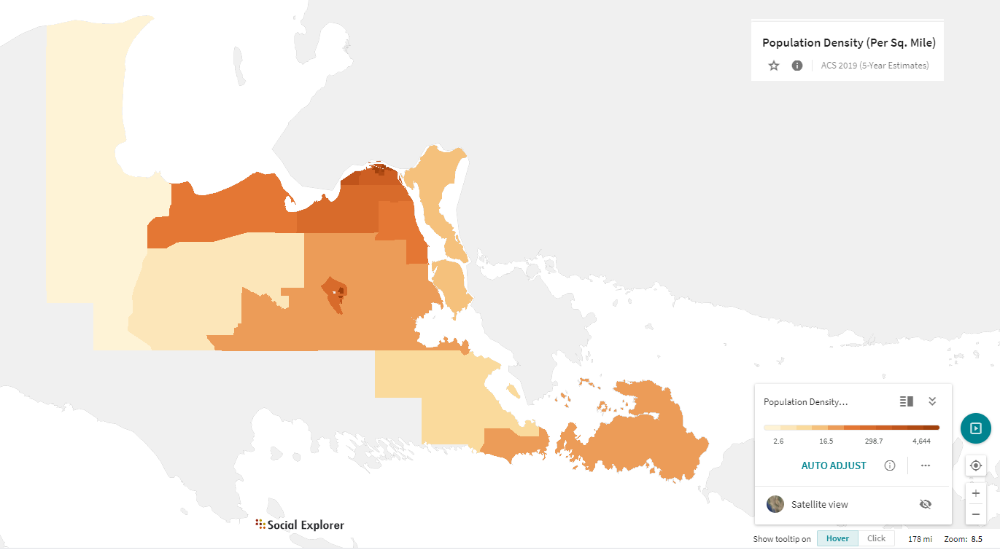 Population Density (Per Sq. Mile)
ACS 2019 (5-Year Estimates)
Population Density...
2.6 16.5 298.7 4,644
AUTO ADJUST
Satellite view
Social Explorer
Show tooltip on Hover Click 178 mi Zoom: 8.5